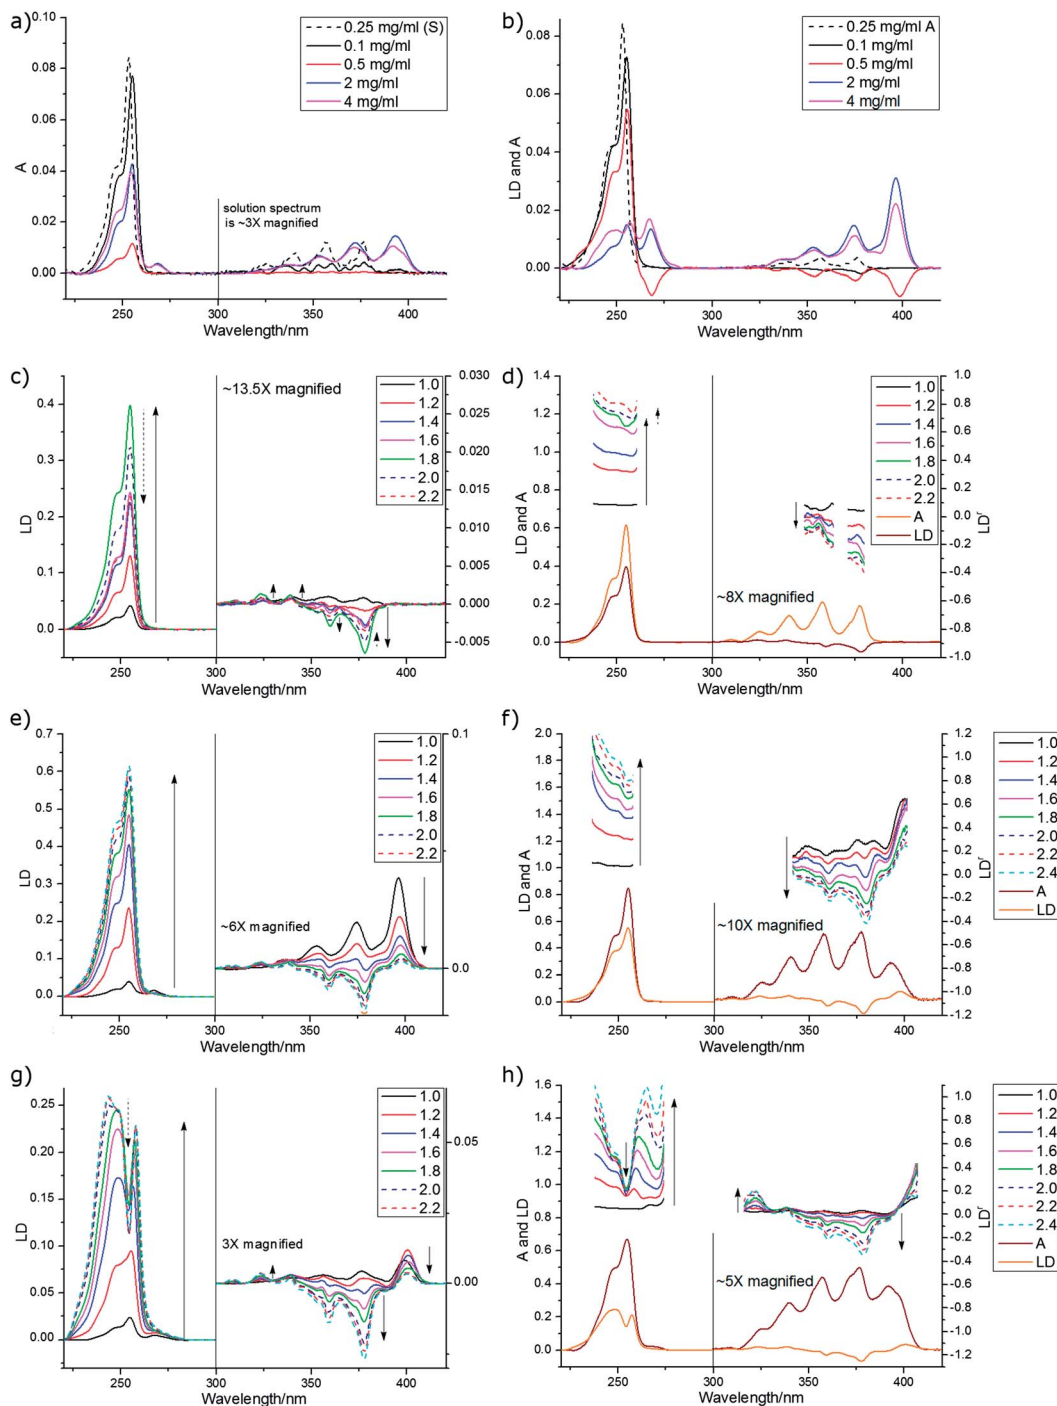 a)
0.10
0.08
0.06
0.04
0.02
0.00
A
0.25 mg/ml (S)
0.1 mg/ml
0.5 mg/ml
2 mg/ml
4 mg/ml
solution spectrum
is ~3X magnified
250 300 350 400
Wavelength/nm
b)
0.08
0.06
0.04
0.02
0.00
LD and A
0.25 mg/ml A
0.1 mg/ml
0.5 mg/ml
2 mg/ml
4 mg/ml
250 300 350 400
Wavelength/nm
c)
0.4
0.3
0.2
0.1
0.0
LD
~13.5X magnified
1.0
1.2
1.4
1.6
1.8
2.0
2.2
0.030
0.025
0.020
0.015
0.010
0.005
0.000
-0.005
250 300 350 400
Wavelength/nm
d)
1.4
1.2
1.0
0.8
0.6
0.4
0.2
0.0
LD and A
~8X magnified
1.0
1.2
1.4
1.6
1.8
2.0
2.2
A
LD
1.0
0.8
0.6
0.4
0.2
0.0
-0.2
-0.4
-0.6
-0.8
-1.0
LDʳ
250 300 350 400
Wavelength/nm
e)
0.7
0.6
0.5
0.4
0.3
0.2
0.1
0.0
LD
~6X magnified
1.0
1.2
1.4
1.6
1.8
2.0
2.2
0.1
0.0
250 300 350 400
Wavelength/nm
f)
2.0
1.8
1.6
1.4
1.2
1.0
0.8
0.6
0.4
0.2
0.0
LD and A
~10X magnified
1.2
1.0
0.8
0.6
0.4
0.2
0.0
-0.2
-0.4
-0.6
-0.8
-1.0
-1.2
LDʳ
1.0
1.2
1.4
1.6
1.8
2.0
2.2
2.4
A
LD
250 300 350 400
Wavelength/nm
g)
0.25
0.20
0.15
0.10
0.05
0.00
LD
3X magnified
1.0
1.2
1.4
1.6
1.8
2.0
2.2
0.05
0.00
250 300 350 400
Wavelength/nm
h)
1.6
1.4
1.2
1.0
0.8
0.6
0.4
0.2
0.0
A and LD
~5X magnified
1.0
0.8
0.6
0.4
0.2
0.0
-0.2
-0.4
-0.6
-0.8
-1.0
-1.2
LDʳ
1.0
1.2
1.4
1.6
1.8
2.0
2.2
2.4
A
LD
250 300 350 400
Wavelength/nm